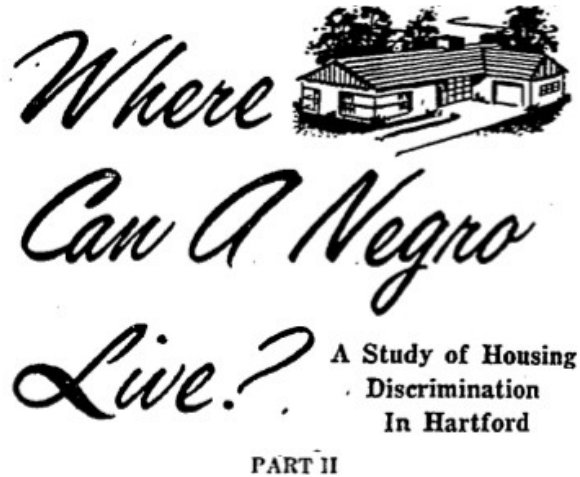 Where
Can A Negro
Live?
A Study of Housing
Discrimination
In Hartford
PART II